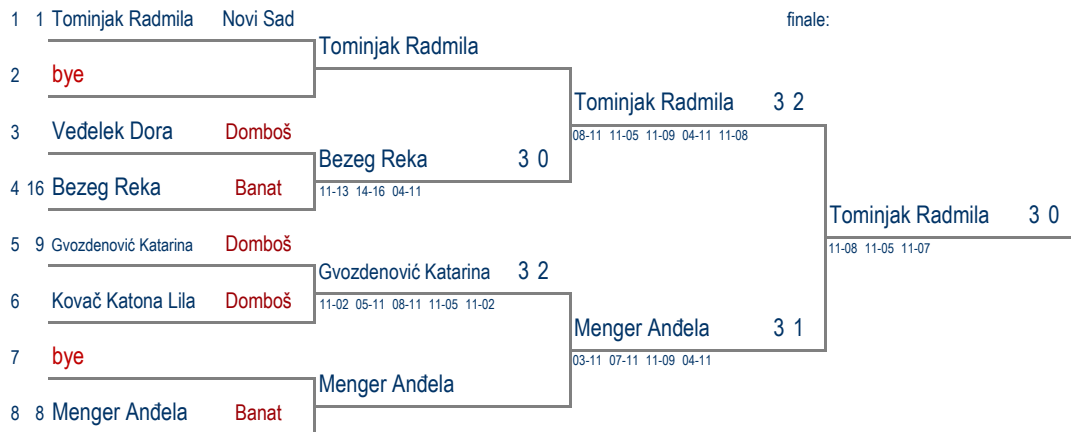 1 1 Tominjak Radmila Novi Sad finale:
Tominjak Radmila
2 bye
Tominjak Radmila 3 2
3 Veđelek Dora Domboš
08-11 11-05 11-09 04-11 11-08
Bezeg Reka 3 0
4 16 Bezeg Reka Banat
11-13 14-16 04-11
Tominjak Radmila 3 0
5 9 Gvozdenović Katarina Domboš
11-08 11-05 11-07
Gvozdenović Katarina 3 2
6 Kovač Katona Lila Domboš
11-02 05-11 08-11 11-05 11-02
Menger Anđela 3 1
7 bye
03-11 07-11 11-09 04-11
Menger Anđela
8 8 Menger Anđela Banat